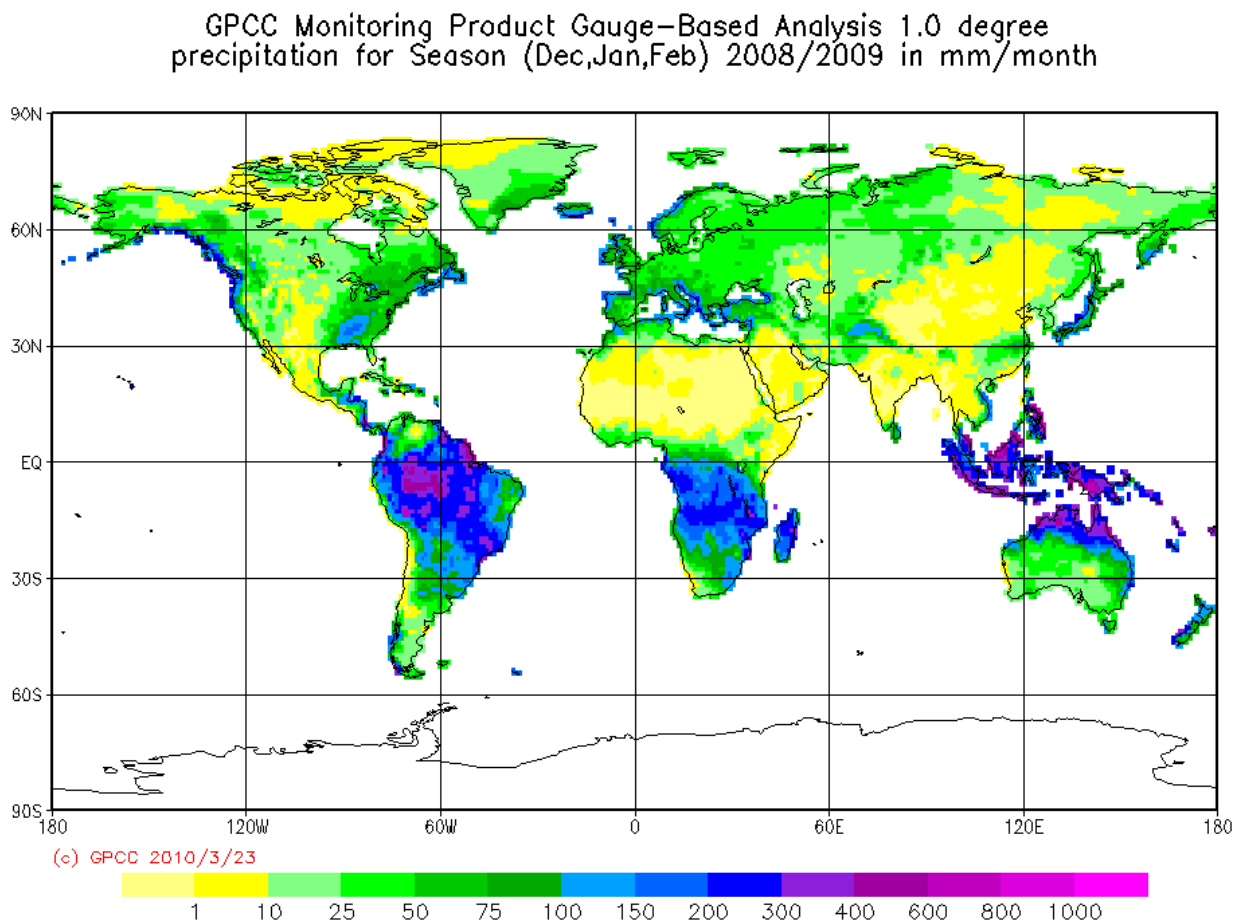 GPCC Monitoring Product Gauge-Based Analysis 1.0 degree
precipitation for Season (Dec,Jan,Feb) 2008/2009 in mm/month
90N
60N
30N
EQ
30S
60S
90S
180 120W 60W 0 60E 120E 180
(c) GPCC 2010/3/23
1 10 25 50 75 100 150 200 300 400 600 800 1000